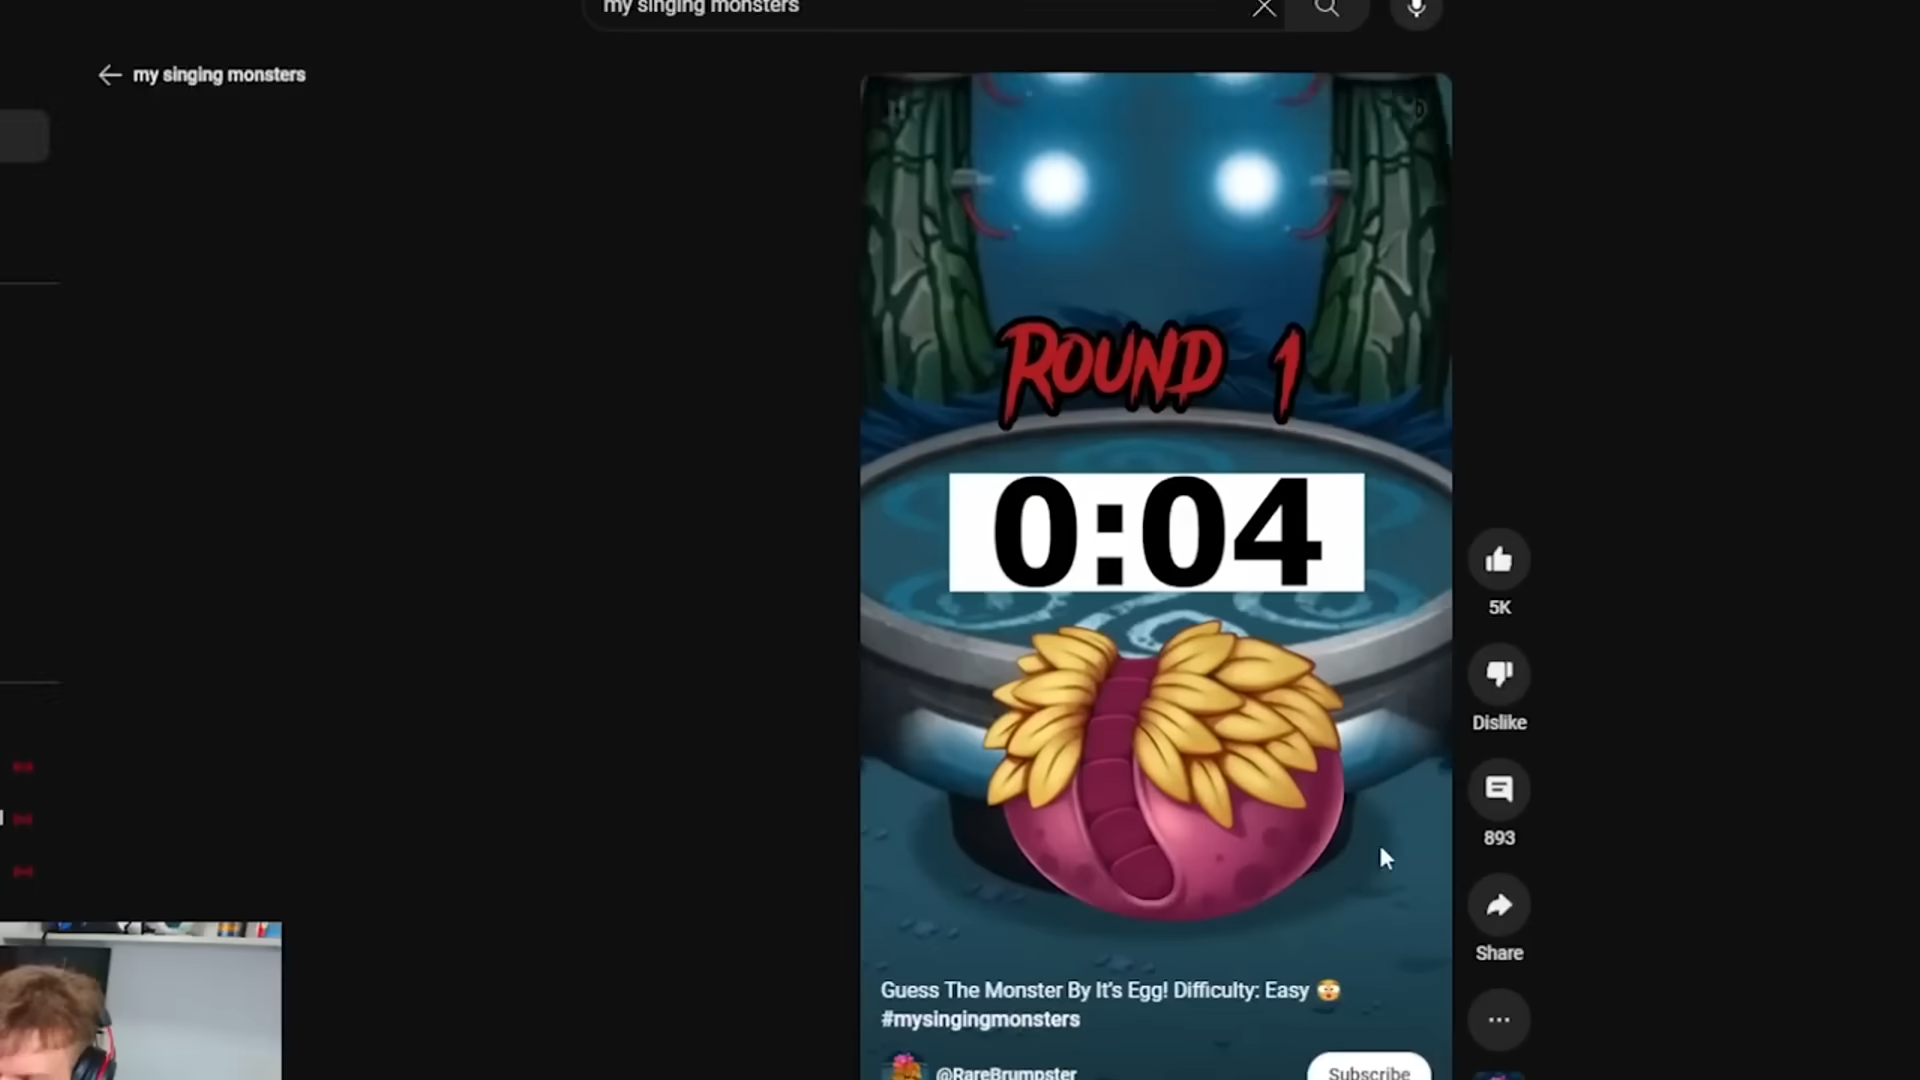 my singing monsters
my singing monsters
ROUND 1
0:04
5K
Dislike
893
Share
Guess The Monster By It's Egg! Difficulty: Easy 🤯
#mysingingmonsters
@RareBrumpster
Subscribe